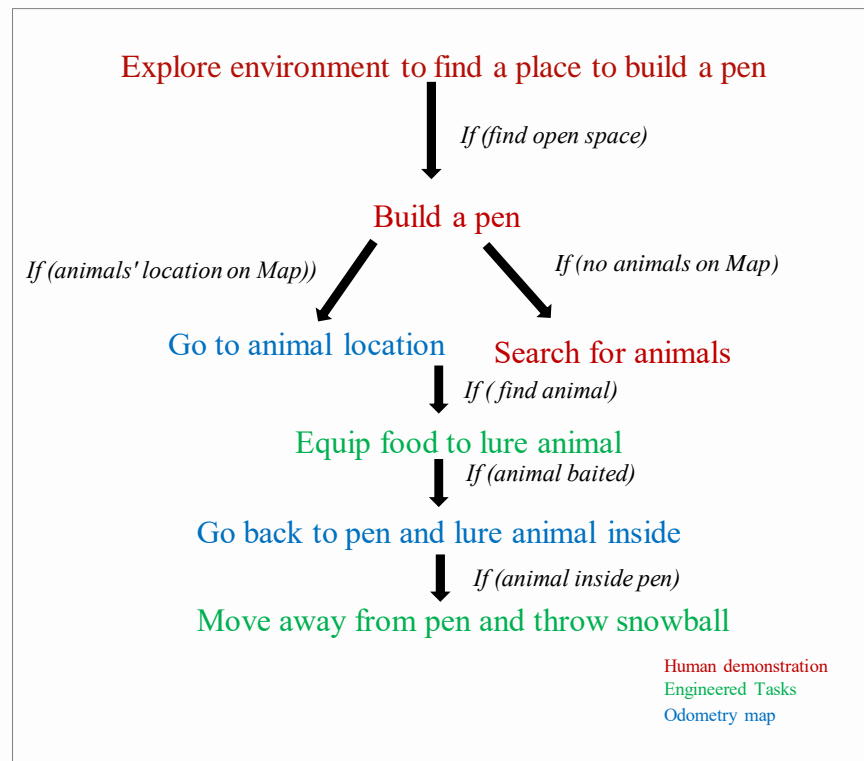 Explore environment to find a place to build a pen
If (find open space)
Build a pen
If (animals' location on Map))
If (no animals on Map)
Go to animal location
Search for animals
If ( find animal)
Equip food to lure animal
If (animal baited)
Go back to pen and lure animal inside
If (animal inside pen)
Move away from pen and throw snowball
Human demonstration
Engineered Tasks
Odometry map